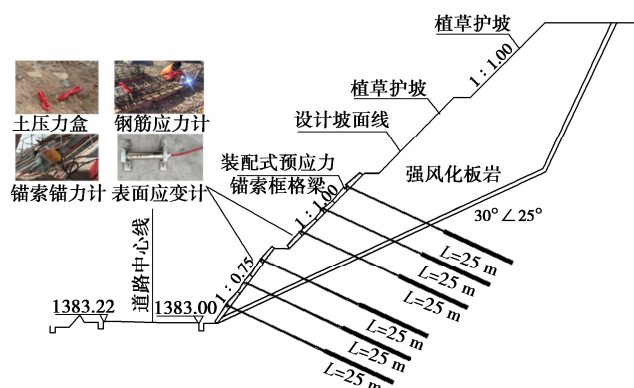 植草护坡
1：1.00
植草护坡
设计坡面线
土压力盒
钢筋应力计
锚索锚力计
表面应变计
装配式预应力
锚索框格梁
1：1.00
强风化板岩
30°∠25°
道路中心线
1：0.75
1383.22
1383.00
L=25 m
L=25 m
L=25 m
L=25 m
L=25 m
L=25 m